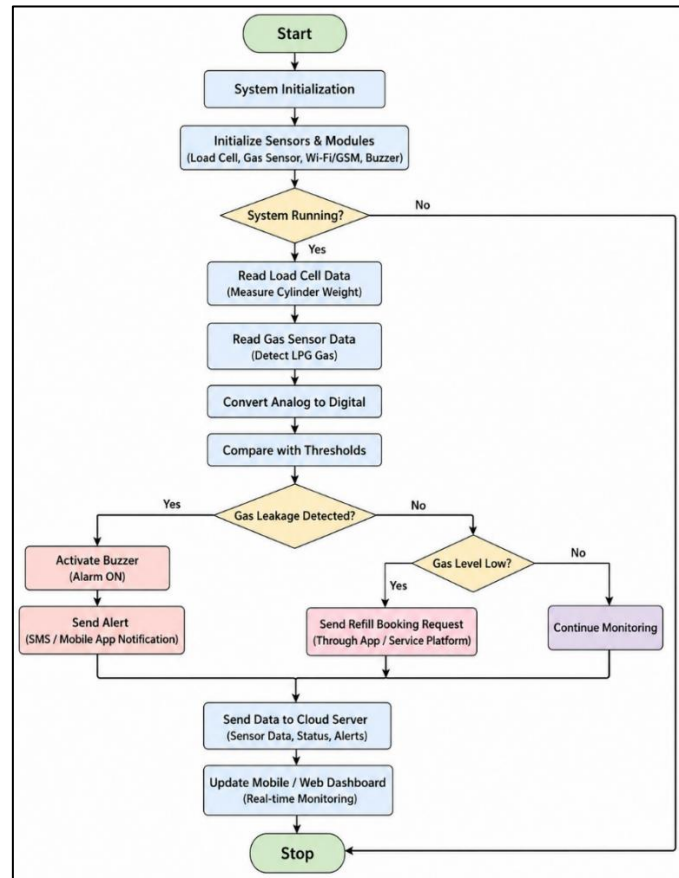 Start
System Initialization
Initialize Sensors & Modules
(Load Cell, Gas Sensor, Wi-Fi/GSM, Buzzer)
System Running?
No
Yes
Read Load Cell Data
(Measure Cylinder Weight)
Read Gas Sensor Data
(Detect LPG Gas)
Convert Analog to Digital
Compare with Thresholds
Yes
Gas Leakage Detected?
No
Activate Buzzer
(Alarm ON)
Gas Level Low?
No
Yes
Send Alert
(SMS / Mobile App Notification)
Send Refill Booking Request
(Through App / Service Platform)
Continue Monitoring
Send Data to Cloud Server
(Sensor Data, Status, Alerts)
Update Mobile / Web Dashboard
(Real-time Monitoring)
Stop